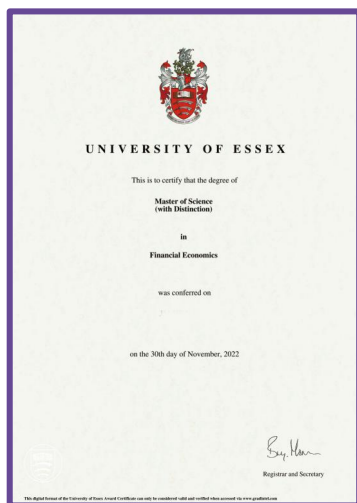 UNIVERSITY OF ESSEX
This is to certify that the degree of
Master of Science
(with Distinction)
in
Financial Economics
was conferred on
on the 30th day of November, 2022
Registrar and Secretary
This digital format of the University of Essex Award Certificate can only be considered valid and verified when accessed via www.gradintel.com